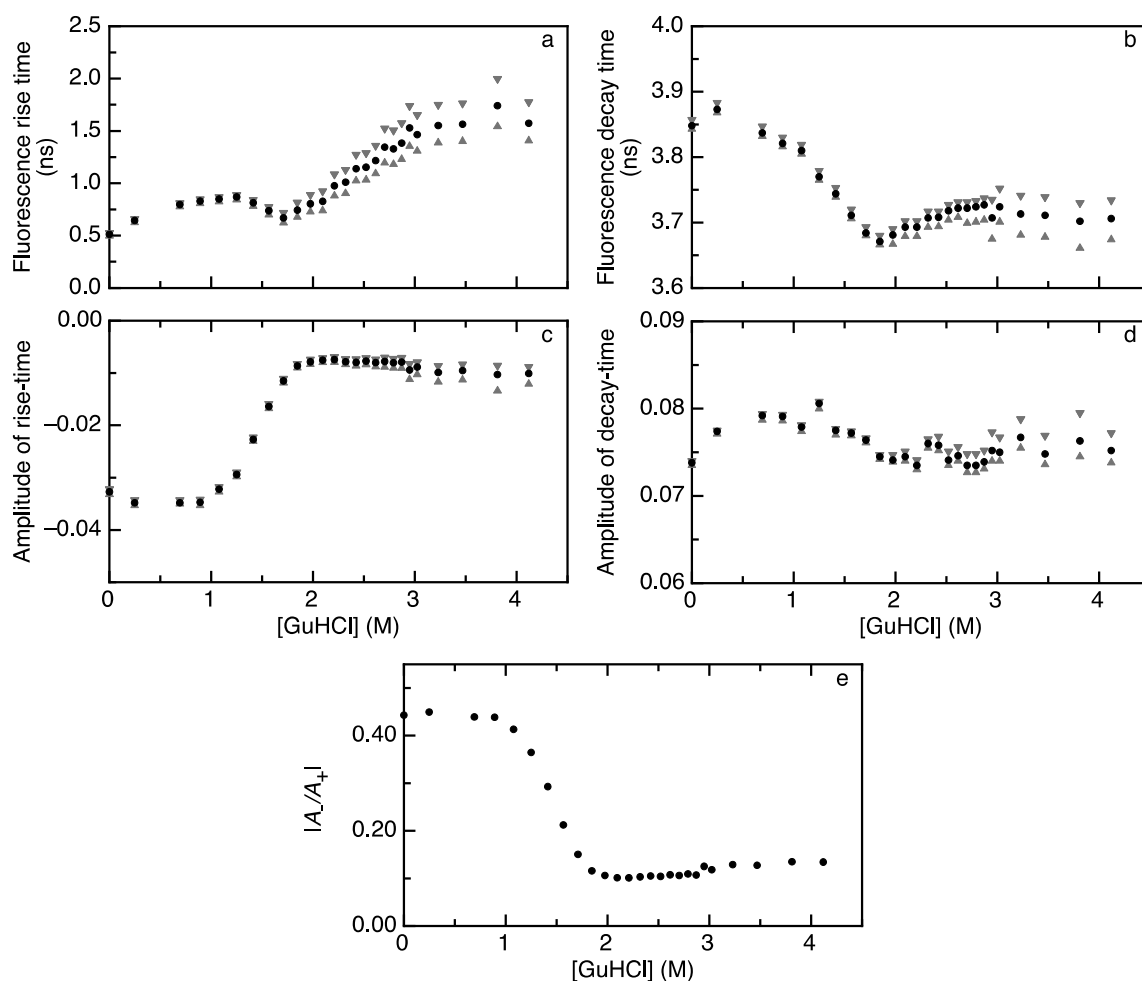 a
Fluorescence rise time
(ns)
2.5
2.0
1.5
1.0
0.5
0.0
b
Fluorescence decay time
(ns)
4.0
3.9
3.8
3.7
3.6
c
Amplitude of rise-time
0.00
−0.02
−0.04
0 1 2 3 4
[GuHCl] (M)
d
Amplitude of decay-time
0.09
0.08
0.07
0.06
0 1 2 3 4
[GuHCl] (M)
e
|A-/A+|
0.40
0.20
0.00
0 1 2 3 4
[GuHCl] (M)